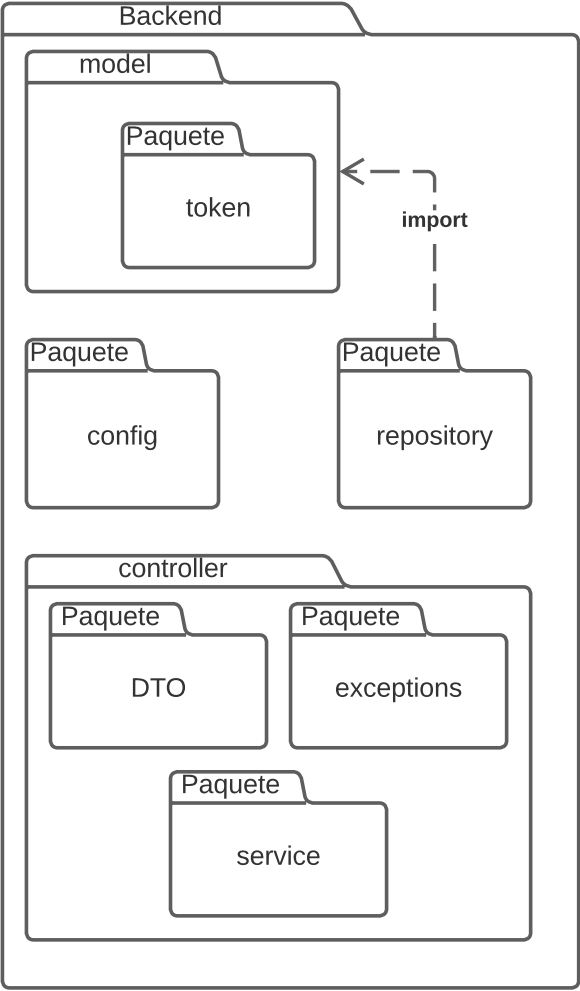 Backend
model
Paquete
token
import
Paquete
config
Paquete
repository
controller
Paquete
DTO
Paquete
exceptions
Paquete
service